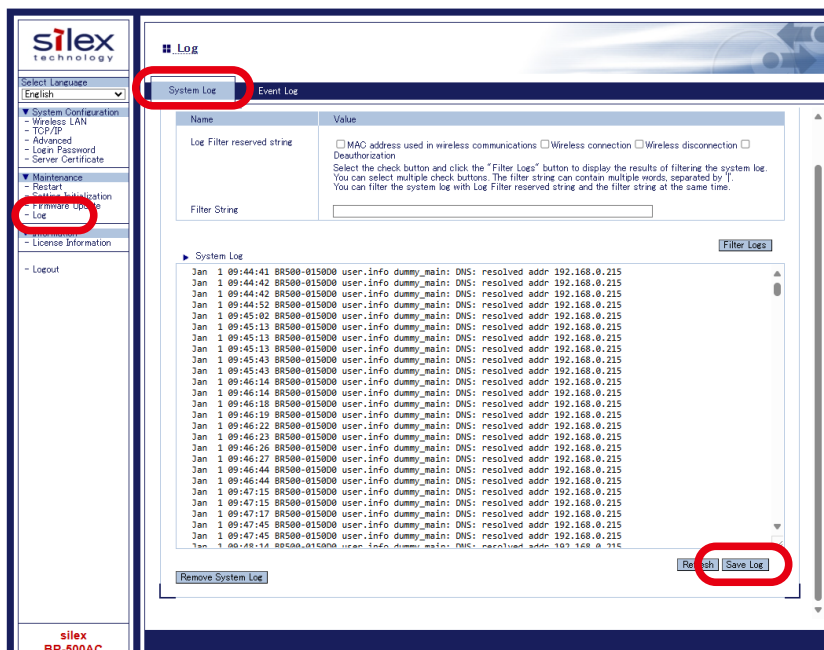 silex
technology
Select Language
English
▼ System Configuration
- Wireless LAN
- TCP/IP
- Advanced
- Login Password
- Server Certificate
▼ Maintenance
- Restart
- Setting Initialization
- Firmware Update
- Log
▼ Information
- License Information
- Logout
silex
BR-500AC
Log
System Log
Event Log
Name Value
Log Filter reserved string
MAC address used in wireless communications Wireless connection Wireless disconnection
Deauthorization
Select the check button and click the "Filter Logs" button to display the results of filtering the system log.
You can select multiple check buttons. The filter string can contain multiple words, separated by '|'.
You can filter the system log with Log Filter reserved string and the filter string at the same time.
Filter String
Filter Logs
System Log
Jan 1 09:44:41 BR500-0150D0 user.info dummy_main: DNS: resolved addr 192.168.0.215
Jan 1 09:44:42 BR500-0150D0 user.info dummy_main: DNS: resolved addr 192.168.0.215
Jan 1 09:44:42 BR500-0150D0 user.info dummy_main: DNS: resolved addr 192.168.0.215
Jan 1 09:44:52 BR500-0150D0 user.info dummy_main: DNS: resolved addr 192.168.0.215
Jan 1 09:45:02 BR500-0150D0 user.info dummy_main: DNS: resolved addr 192.168.0.215
Jan 1 09:45:13 BR500-0150D0 user.info dummy_main: DNS: resolved addr 192.168.0.215
Jan 1 09:45:13 BR500-0150D0 user.info dummy_main: DNS: resolved addr 192.168.0.215
Jan 1 09:45:13 BR500-0150D0 user.info dummy_main: DNS: resolved addr 192.168.0.215
Jan 1 09:45:43 BR500-0150D0 user.info dummy_main: DNS: resolved addr 192.168.0.215
Jan 1 09:45:43 BR500-0150D0 user.info dummy_main: DNS: resolved addr 192.168.0.215
Jan 1 09:46:14 BR500-0150D0 user.info dummy_main: DNS: resolved addr 192.168.0.215
Jan 1 09:46:14 BR500-0150D0 user.info dummy_main: DNS: resolved addr 192.168.0.215
Jan 1 09:46:18 BR500-0150D0 user.info dummy_main: DNS: resolved addr 192.168.0.215
Jan 1 09:46:19 BR500-0150D0 user.info dummy_main: DNS: resolved addr 192.168.0.215
Jan 1 09:46:22 BR500-0150D0 user.info dummy_main: DNS: resolved addr 192.168.0.215
Jan 1 09:46:23 BR500-0150D0 user.info dummy_main: DNS: resolved addr 192.168.0.215
Jan 1 09:46:26 BR500-0150D0 user.info dummy_main: DNS: resolved addr 192.168.0.215
Jan 1 09:46:27 BR500-0150D0 user.info dummy_main: DNS: resolved addr 192.168.0.215
Jan 1 09:46:44 BR500-0150D0 user.info dummy_main: DNS: resolved addr 192.168.0.215
Jan 1 09:46:44 BR500-0150D0 user.info dummy_main: DNS: resolved addr 192.168.0.215
Jan 1 09:47:15 BR500-0150D0 user.info dummy_main: DNS: resolved addr 192.168.0.215
Jan 1 09:47:15 BR500-0150D0 user.info dummy_main: DNS: resolved addr 192.168.0.215
Jan 1 09:47:17 BR500-0150D0 user.info dummy_main: DNS: resolved addr 192.168.0.215
Jan 1 09:47:45 BR500-0150D0 user.info dummy_main: DNS: resolved addr 192.168.0.215
Jan 1 09:47:45 BR500-0150D0 user.info dummy_main: DNS: resolved addr 192.168.0.215
Jan 1 09:48:14 BR500-0150D0 user.info dummy_main: DNS: resolved addr 192.168.0.215
Refresh Save Log
Remove System Log